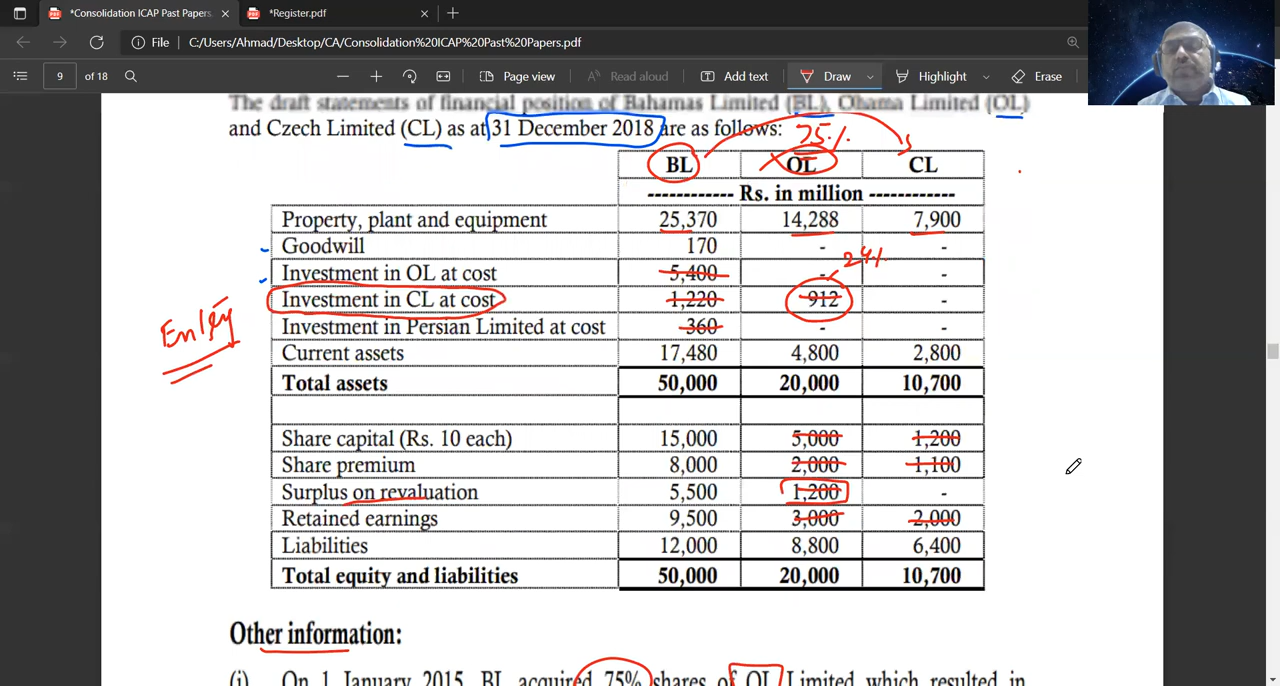 *Consolidation ICAP Past Papers.
*Register.pdf
File C:/Users/Ahmad/Desktop/CA/Consolidation%20ICAP%20Past%20Papers.pdf
9 of 18 Page view Read aloud Add text Draw Highlight Erase
The draft statements of financial position of Bahamas Limited (BL), Ohama Limited (OL)
and Czech Limited (CL) as at 31 December 2018 are as follows:
75%
BL OL CL
------------ Rs. in million ------------
Property, plant and equipment 25,370 14,288 7,900
Goodwill 170 - -
24%
Investment in OL at cost 5,400 - -
Investment in CL at cost 1,220 912 -
Entry
Investment in Persian Limited at cost 360 - -
Current assets 17,480 4,800 2,800
Total assets 50,000 20,000 10,700
Share capital (Rs. 10 each) 15,000 5,000 1,200
Share premium 8,000 2,000 1,100
Surplus on revaluation 5,500 1,200 -
Retained earnings 9,500 3,000 2,000
Liabilities 12,000 8,800 6,400
Total equity and liabilities 50,000 20,000 10,700
Other information:
(i) On 1 January 2015, BL acquired 75% shares of OL Limited which resulted in